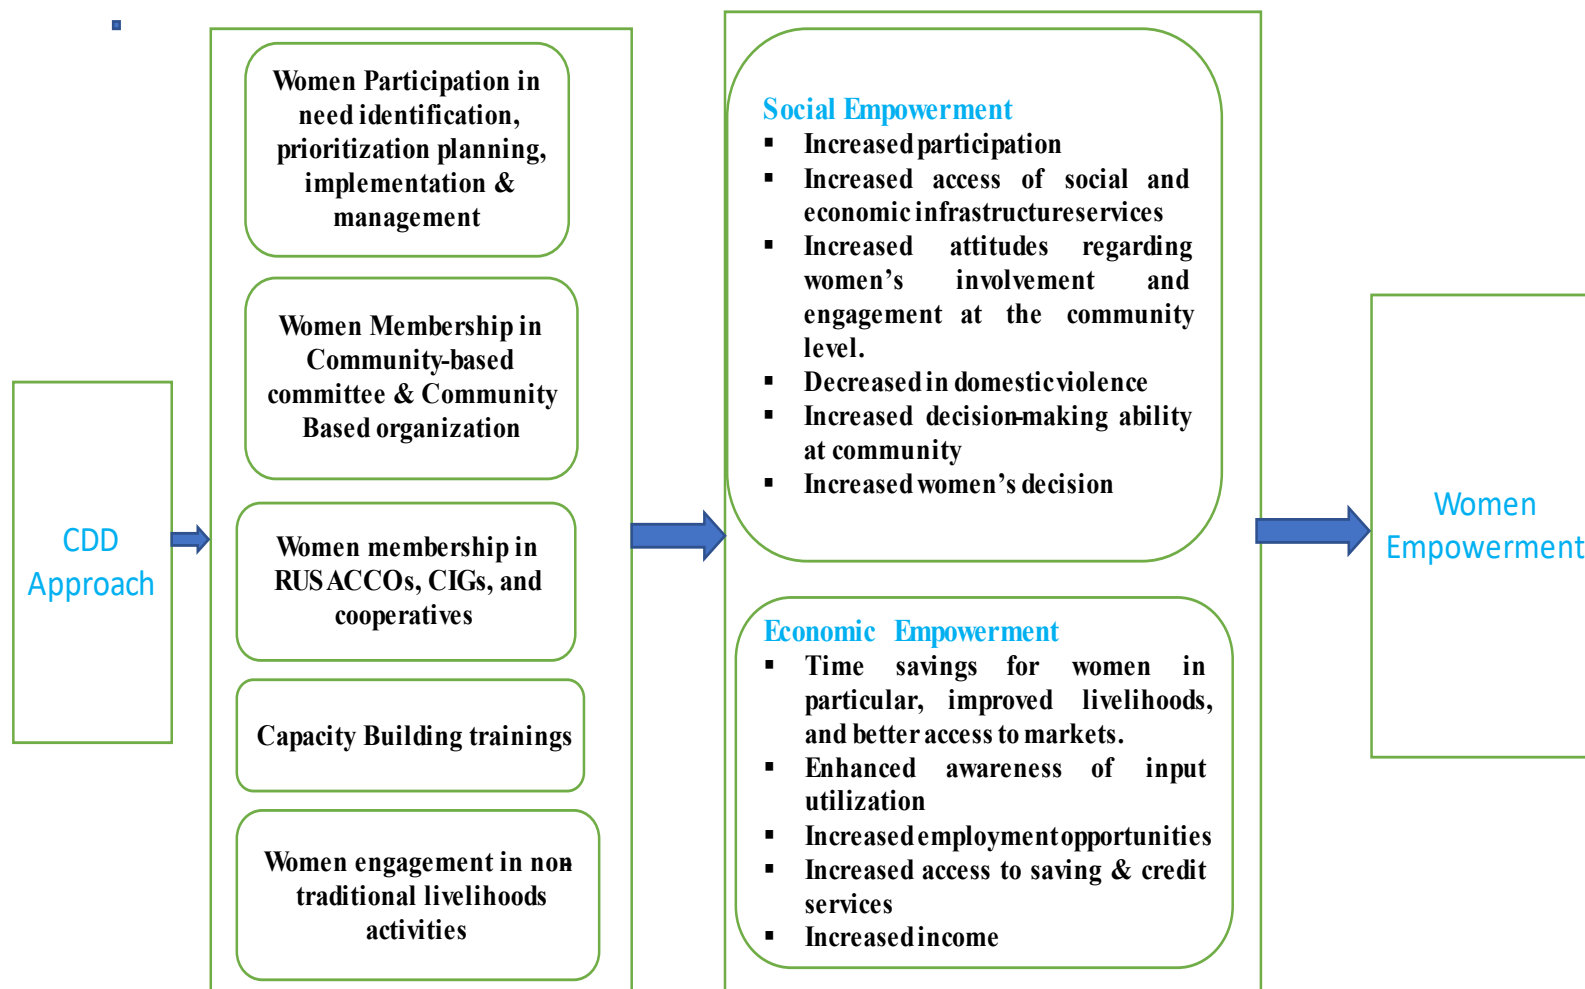 CDD
Approach
Women Participation in
need identification,
prioritization planning,
implementation &
management
Women Membership in
Community-based
committee & Community
Based organization
Women membership in
RUSACCOs, CIGs, and
cooperatives
Capacity Building trainings
Women engagement in non-
traditional livelihoods
activities
Social Empowerment
▪ Increased participation
▪ Increased access of social and
economic infrastructure services
▪ Increased attitudes regarding
women’s involvement and
engagement at the community
level.
▪ Decreased in domestic violence
▪ Increased decision-making ability
at community
▪ Increased women’s decision
Economic Empowerment
▪ Time savings for women in
particular, improved livelihoods,
and better access to markets.
▪ Enhanced awareness of input
utilization
▪ Increased employment opportunities
▪ Increased access to saving & credit
services
▪ Increased income
Women
Empowerment